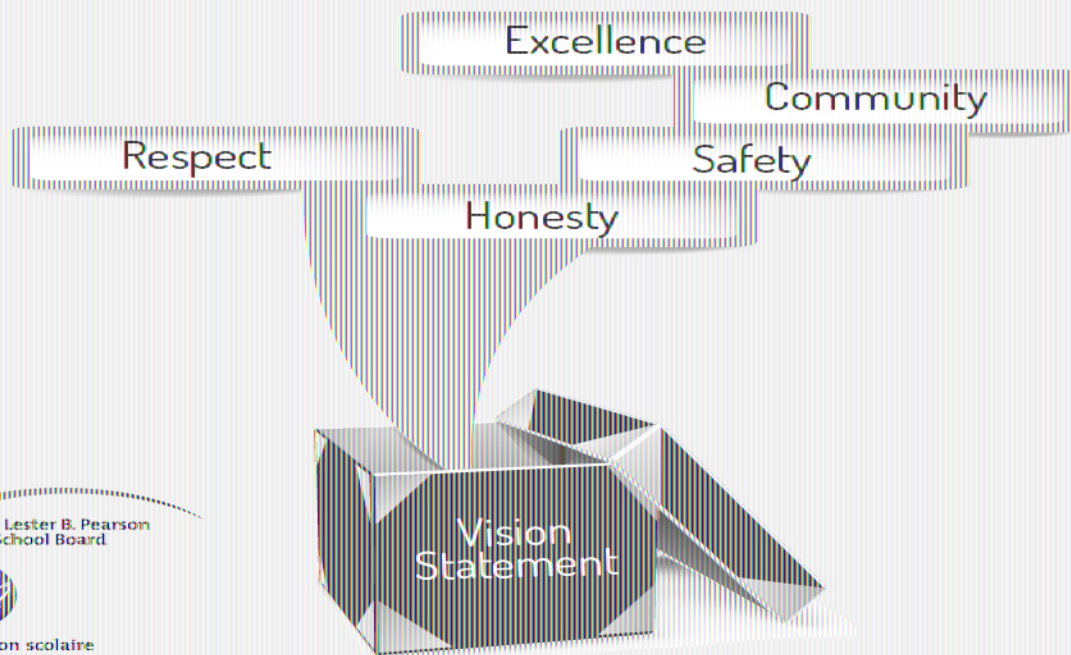 Excellence
Community
Respect
Safety
Honesty
Vision
Statement
Lester B. Pearson
School Board
on scolaire